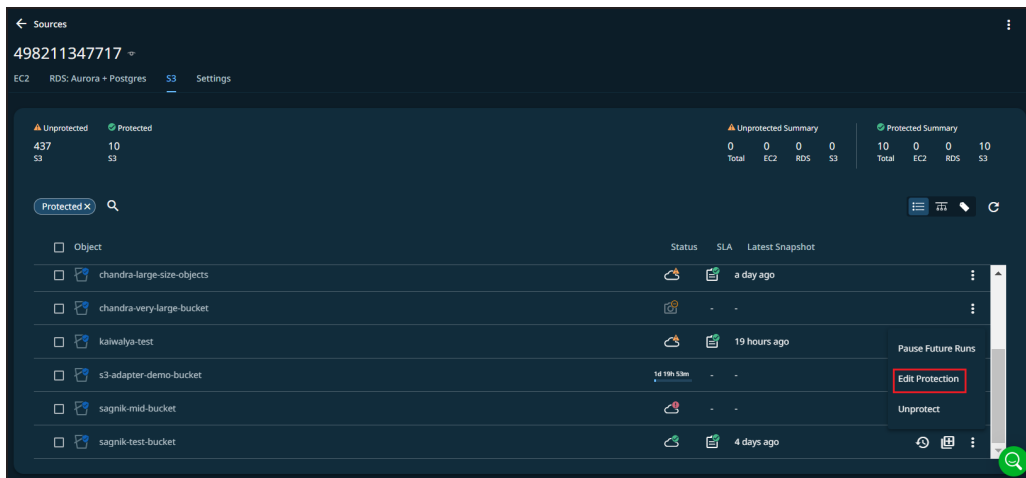 Sources
498211347717
EC2 RDS: Aurora + Postgres S3 Settings
Unprotected Protected
437 10
S3 S3
Unprotected Summary
0 0 0 0
Total EC2 RDS S3
Protected Summary
10 0 0 10
Total EC2 RDS S3
Protected X
Object Status SLA Latest Snapshot
chandra-large-size-objects a day ago
chandra-very-large-bucket - -
kaiwalya-test 19 hours ago
s3-adapter-demo-bucket 1d 19h 53m - -
sagnik-mid-bucket - -
sagnik-test-bucket 4 days ago
Pause Future Runs
Edit Protection
Unprotect